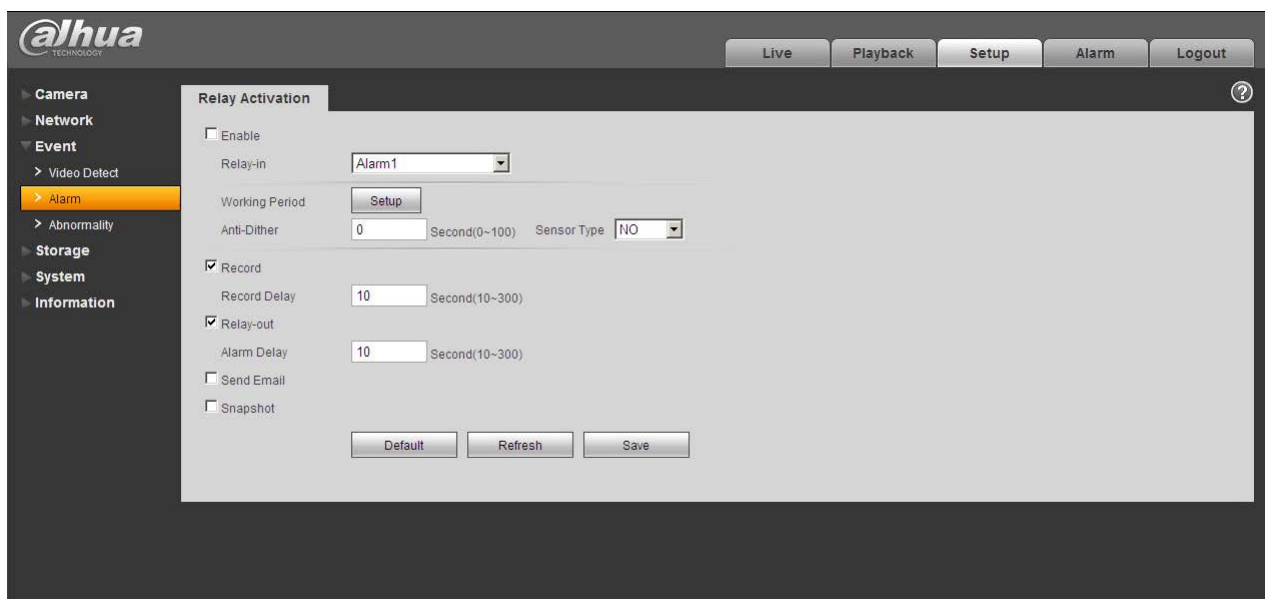 alhua
TECHNOLOGY
Live Playback Setup Alarm Logout
Camera
Network
Event
> Video Detect
> Alarm
> Abnormality
Storage
System
Information
Relay Activation
?
Enable
Relay-in Alarm1
Working Period Setup
Anti-Dither 0 Second(0~100) Sensor Type NO
Record
Record Delay 10 Second(10~300)
Relay-out
Alarm Delay 10 Second(10~300)
Send Email
Snapshot
Default Refresh Save